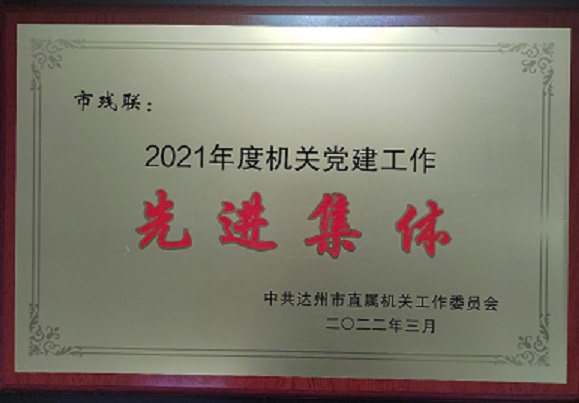 市残联：
2021年度机关党建工作
先进集体
中共达州市直属机关工作委员会
二〇二二年三月